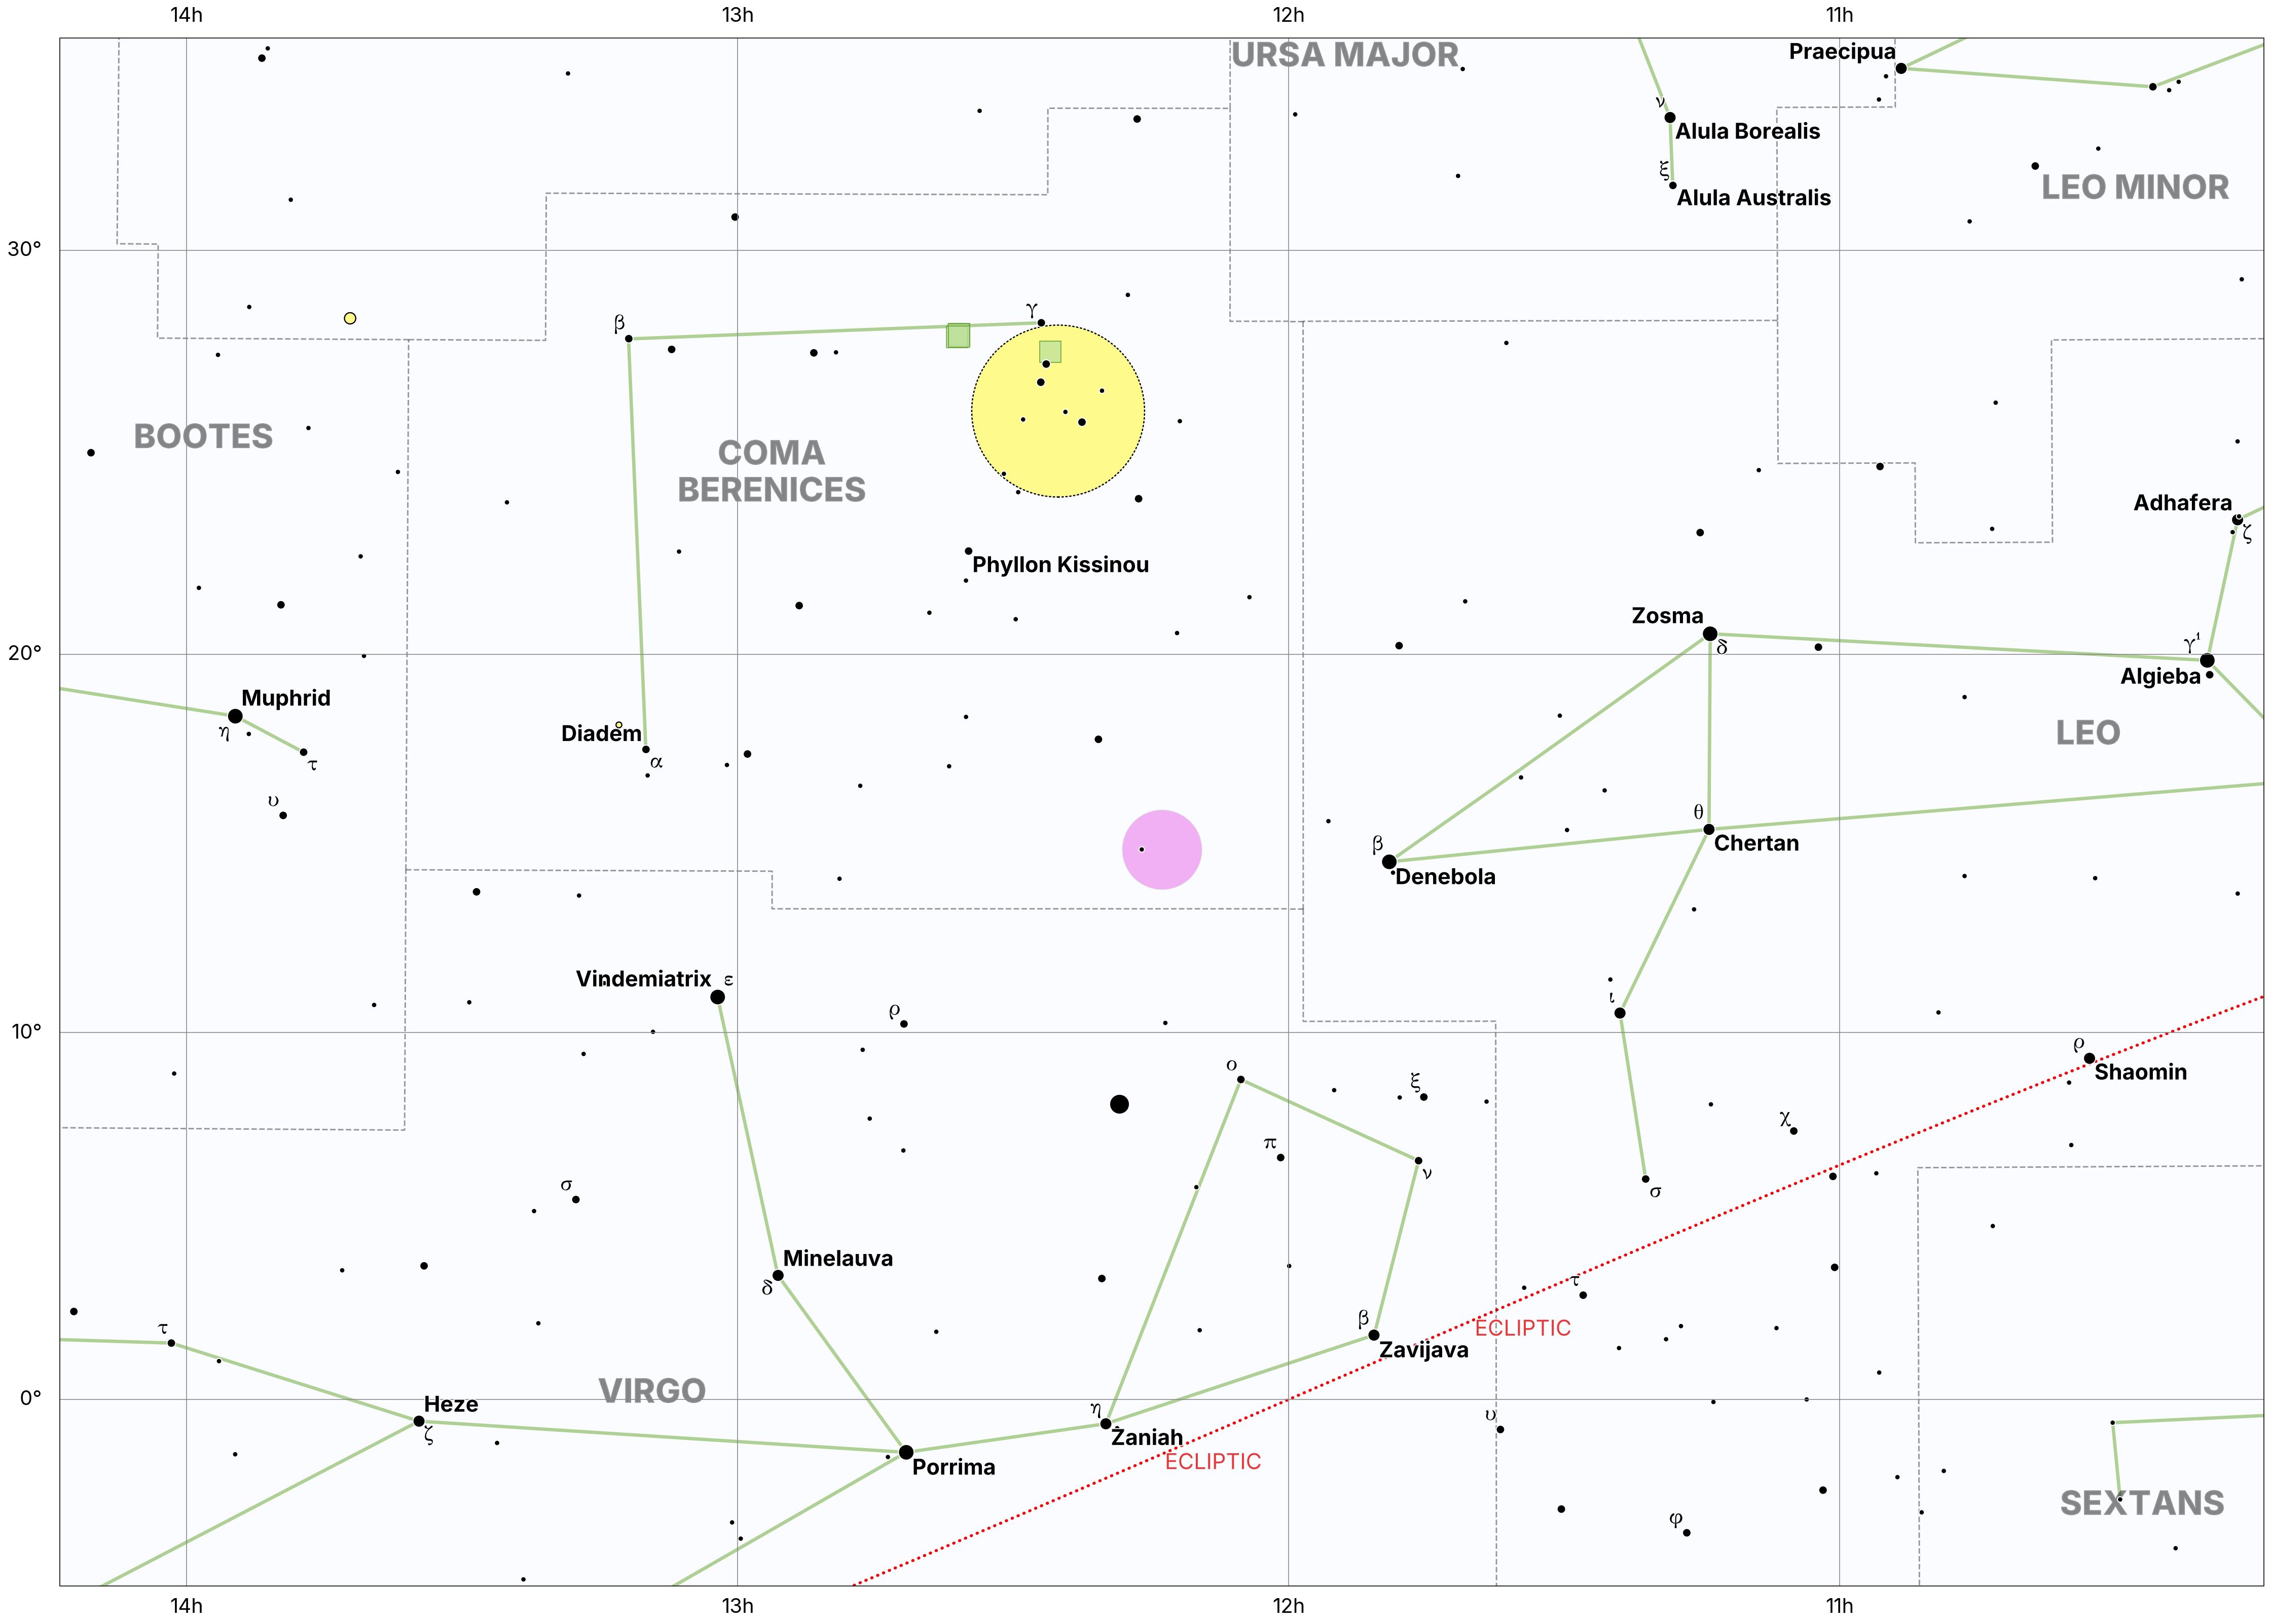 14h 13h 12h 11h
URSA MAJOR
Praecipua
ν
Alula Borealis
ξ
Alula Australis
LEO MINOR
30°
β
γ
BOOTES
COMA
BERENICES
Adhafera
ζ
Phyllon Kissinou
Zosma
δ
20°
γ¹
Algieba
Muphrid
η
τ
Diadem
α
LEO
υ
θ
Chertan
β
Denebola
Vindemiatrix
ε
ι
ρ
10°
ρ
Shaomin
ο
ξ
χ
π
ν
σ
σ
Minelauva
δ
τ
τ
β
ECLIPTIC
Zavijava
VIRGO
0°
Heze
ζ
η
Zaniah
υ
ECLIPTIC
Porrima
SEXTANS
φ
14h 13h 12h 11h